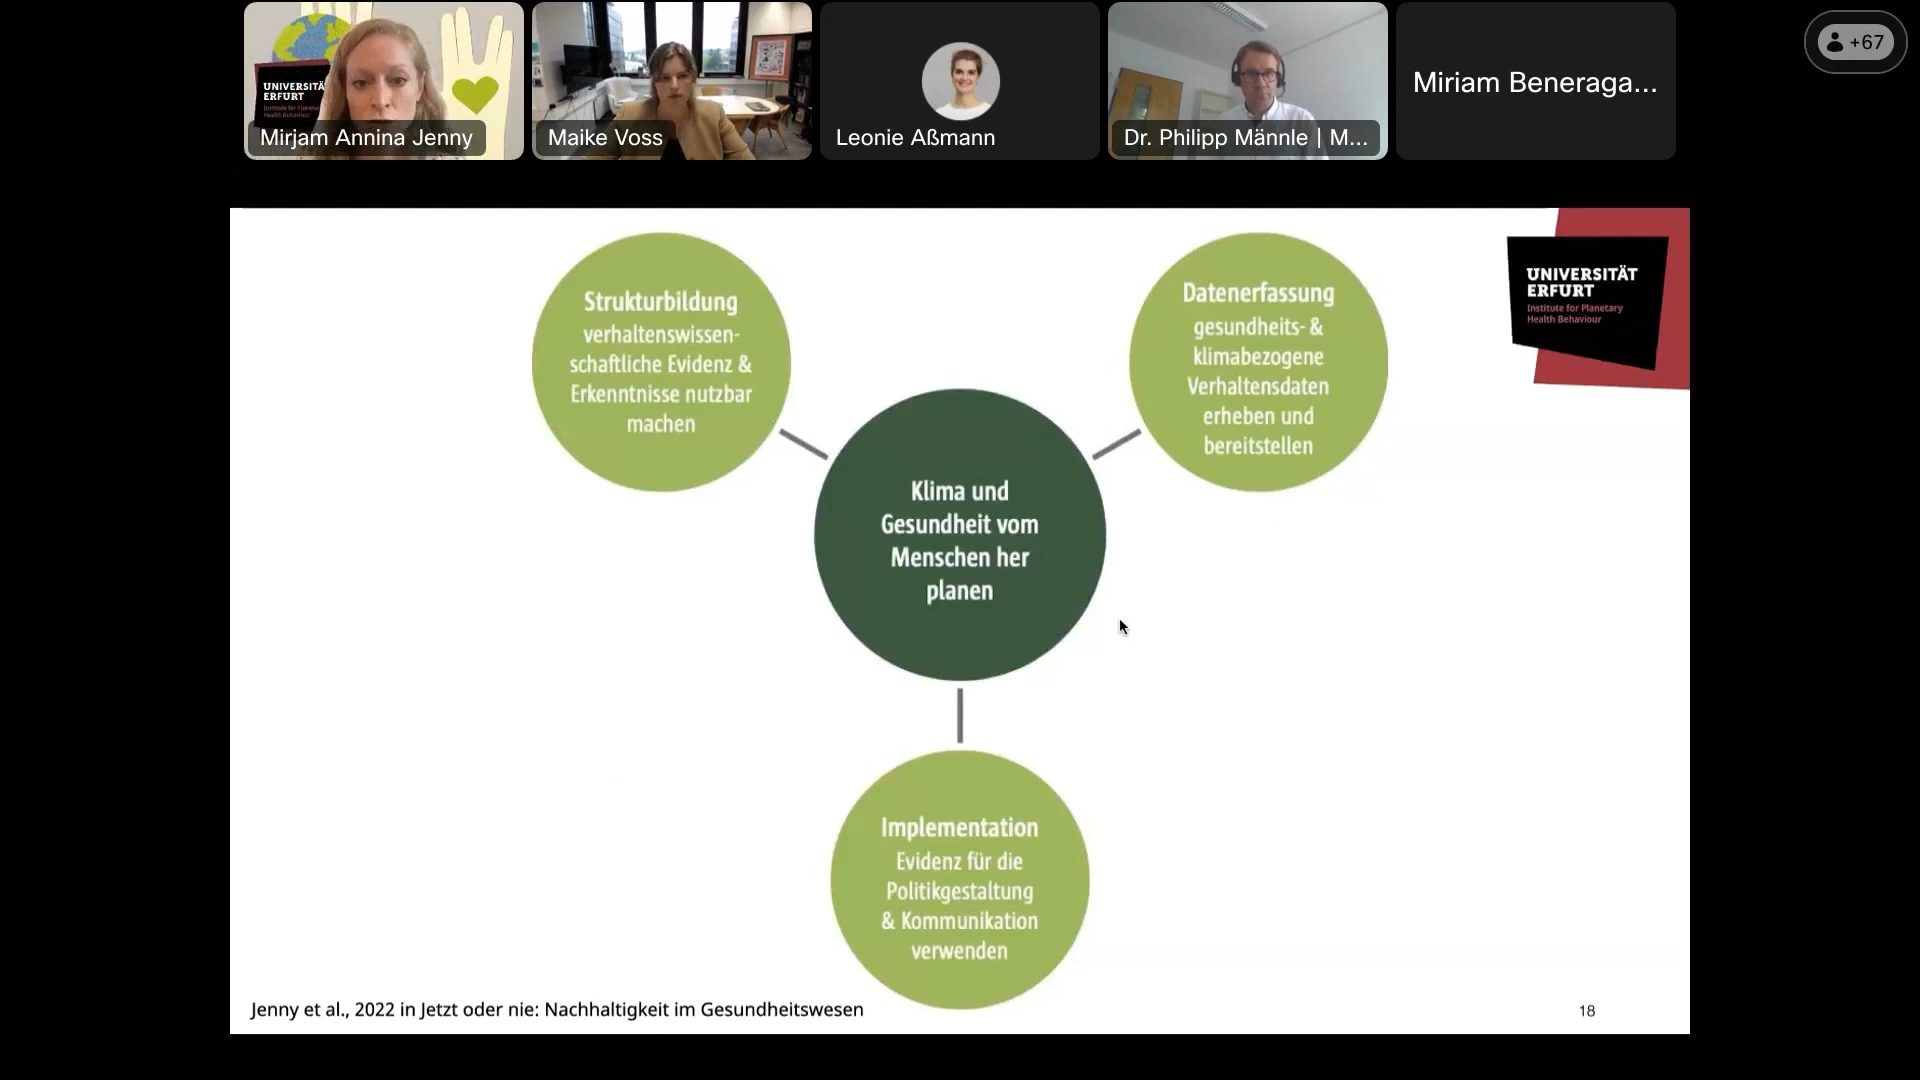 UNIVERSITÄ
ERFURT
Mirjam Annina Jenny
Maike Voss
Leonie Aßmann
Dr. Philipp Männle | M...
Miriam Beneraga...
+67
Strukturbildung
verhaltenswissen-
schaftliche Evidenz &
Erkenntnisse nutzbar
machen
Datenerfassung
gesundheits- &
klimabezogene
Verhaltensdaten
erheben und
bereitstellen
UNIVERSITÄT
ERFURT
Institute for Planetary
Health Behaviour
Klima und
Gesundheit vom
Menschen her
planen
Implementation
Evidenz für die
Politikgestaltung
& Kommunikation
verwenden
Jenny et al., 2022 in Jetzt oder nie: Nachhaltigkeit im Gesundheitswesen
18